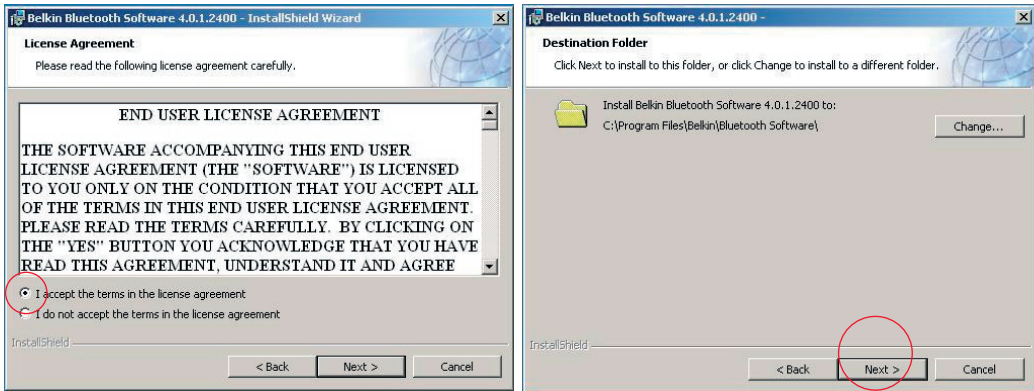 Belkin Bluetooth Software 4.0.1.2400 - InstallShield Wizard
License Agreement
Please read the following license agreement carefully.
END USER LICENSE AGREEMENT
THE SOFTWARE ACCOMPANYING THIS END USER
LICENSE AGREEMENT (THE "SOFTWARE") IS LICENSED
TO YOU ONLY ON THE CONDITION THAT YOU ACCEPT ALL
OF THE TERMS IN THIS END USER LICENSE AGREEMENT.
PLEASE READ THE TERMS CAREFULLY. BY CLICKING ON
THE "YES" BUTTON YOU ACKNOWLEDGE THAT YOU HAVE
READ THIS AGREEMENT, UNDERSTAND IT AND AGREE
I accept the terms in the license agreement
I do not accept the terms in the license agreement
InstallShield
< Back Next > Cancel
Belkin Bluetooth Software 4.0.1.2400 -
Destination Folder
Click Next to install to this folder, or click Change to install to a different folder.
Install Belkin Bluetooth Software 4.0.1.2400 to:
C:\Program Files\Belkin\Bluetooth Software\
Change...
InstallShield
< Back Next > Cancel